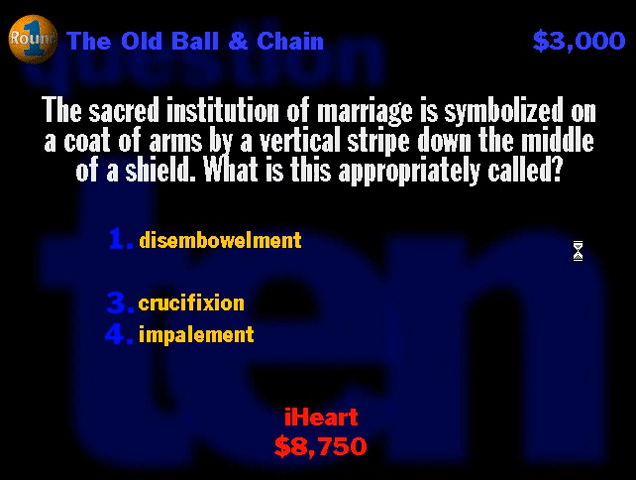 Round 1 The Old Ball & Chain $3,000
The sacred institution of marriage is symbolized on
a coat of arms by a vertical stripe down the middle
of a shield. What is this appropriately called?
1. disembowelment
3. crucifixion
4. impalement
iHeart
$8,750
question
ten